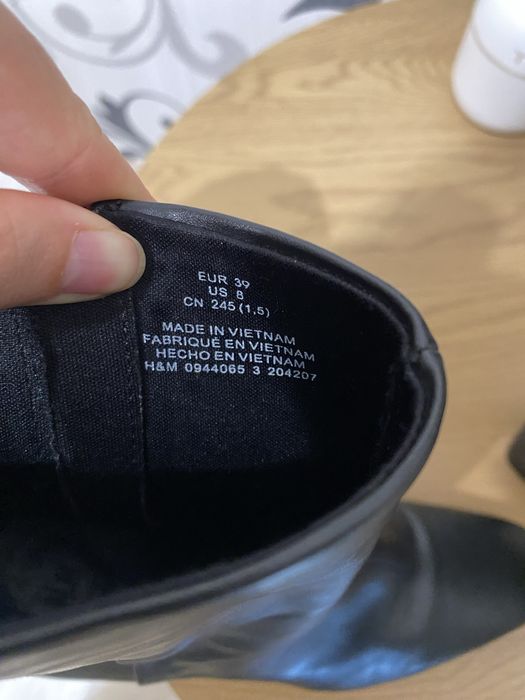 EUR 39
US 8
CN 245 (1,5)
MADE IN VIETNAM
FABRIQUÉ EN VIETNAM
HECHO EN VIETNAM
H&M 0944065 3 204207